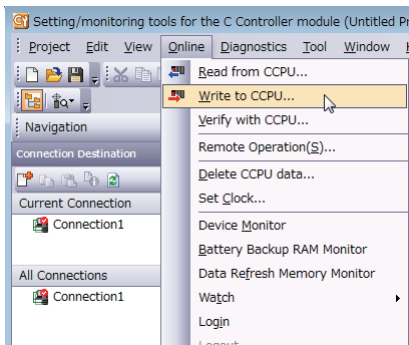 Setting/monitoring tools for the C Controller module (Untitled Pr
Project Edit View Online Diagnostics Tool Window
Read from CCPU...
Write to CCPU...
Verify with CCPU...
Navigation
Remote Operation(S)...
Connection Destination
Delete CCPU data...
Set Clock...
Current Connection
Connection1
Device Monitor
Battery Backup RAM Monitor
Data Refresh Memory Monitor
All Connections
Connection1
Watch
Login
Logout